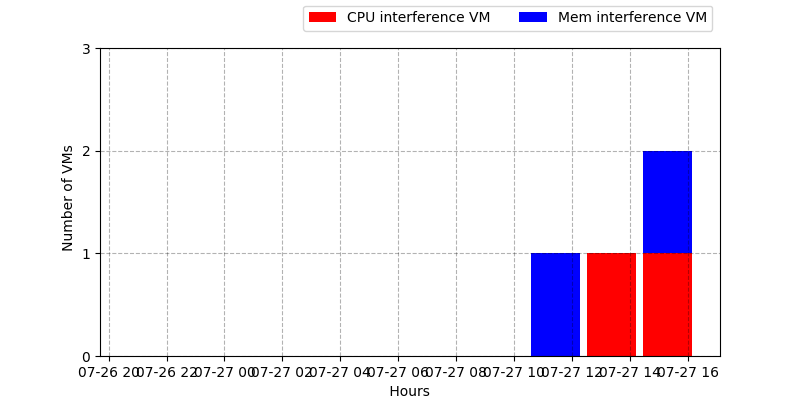 CPU interference VM Mem interference VM
3
2
1
0
Number of VMs
07-26 20 07-26 22 07-27 00 07-27 02 07-27 04 07-27 06 07-27 08 07-27 10 07-27 12 07-27 14 07-27 16
Hours